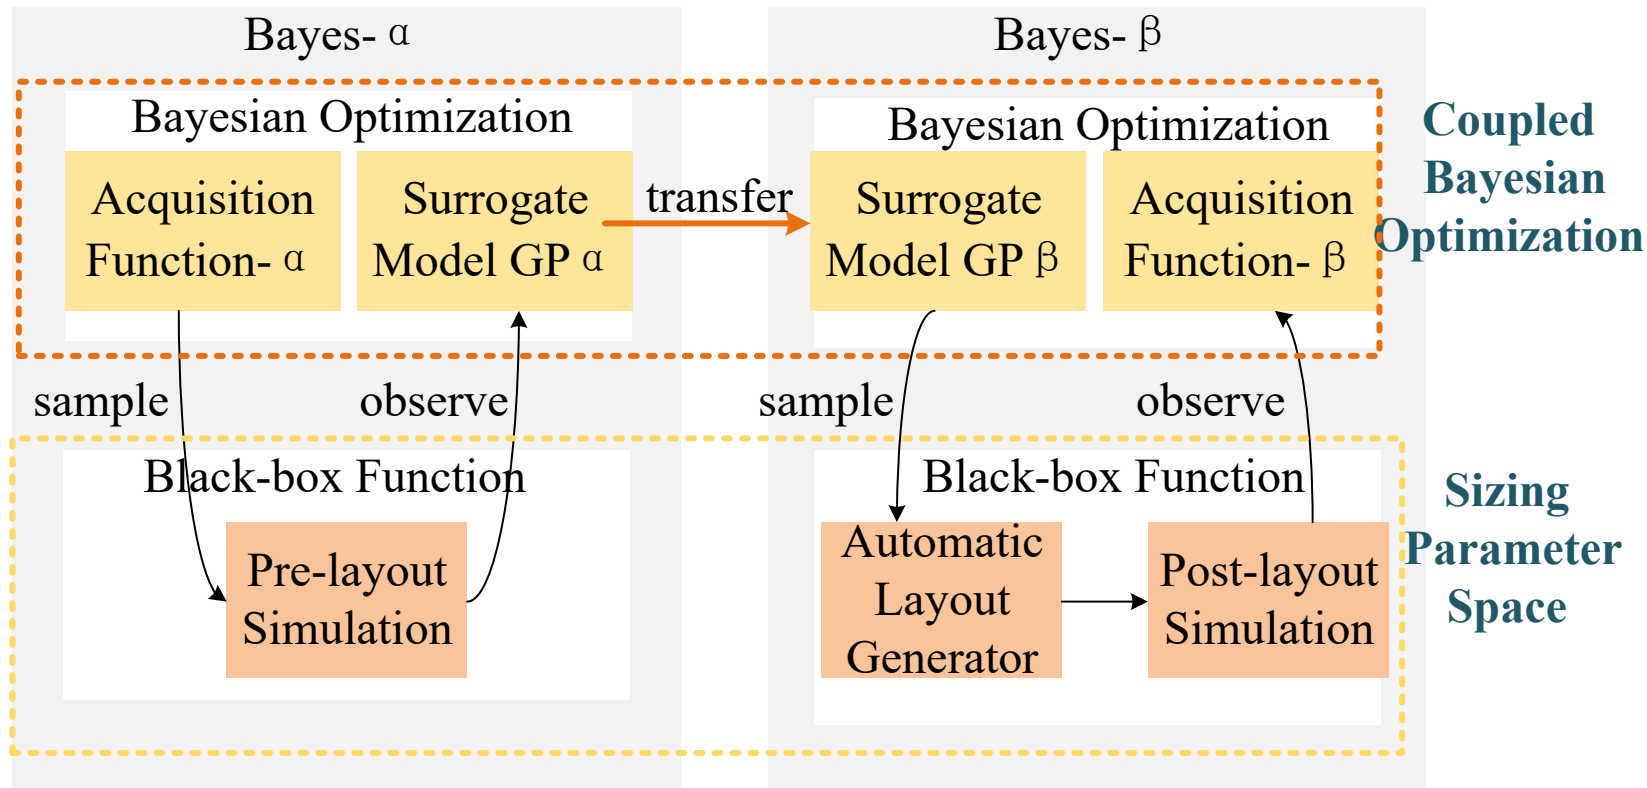 Bayes- α
Bayesian Optimization
Acquisition
Function- α
Surrogate
Model GP α
transfer
sample
observe
Black-box Function
Pre-layout
Simulation
Bayes- β
Bayesian Optimization
Surrogate
Model GP β
Acquisition
Function- β
sample
observe
Black-box Function
Automatic
Layout
Generator
Post-layout
Simulation
Coupled
Bayesian
Optimization
Sizing
Parameter
Space